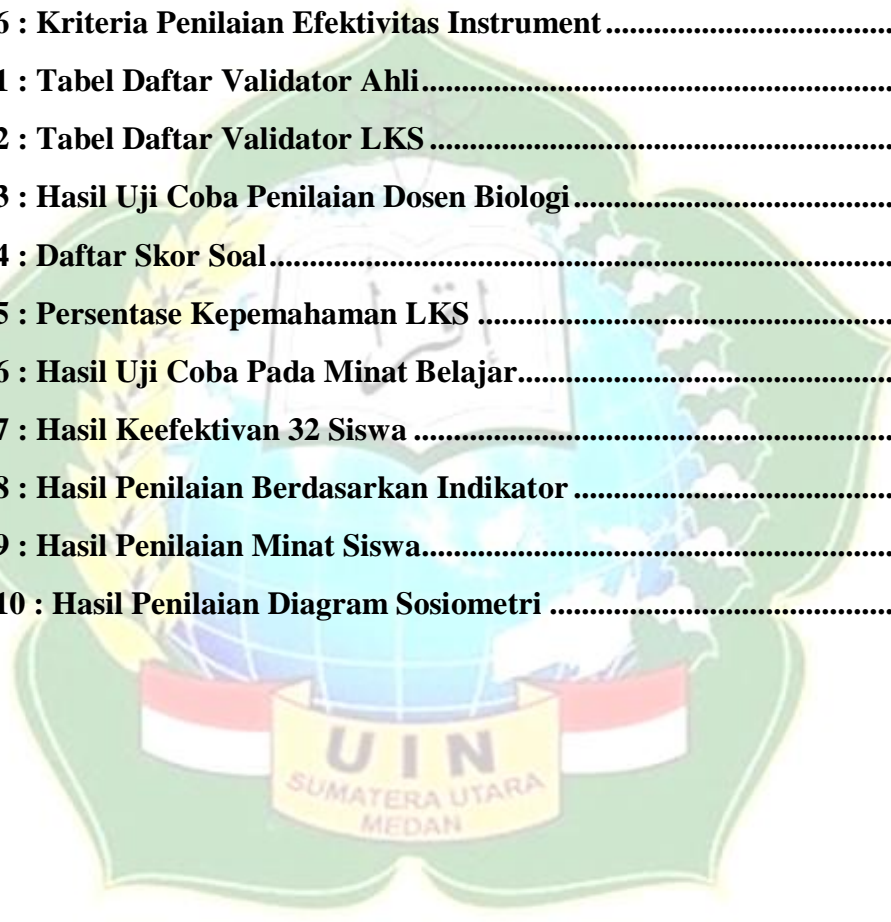 6 : Kriteria Penilaian Efektivitas Instrument....................................
1 : Tabel Daftar Validator Ahli............................................................
2 : Tabel Daftar Validator LKS...........................................................
3 : Hasil Uji Coba Penilaian Dosen Biologi........................................
4 : Daftar Skor Soal...............................................................................
5 : Persentase Kepemahaman LKS ....................................................
6 : Hasil Uji Coba Pada Minat Belajar...............................................
7 : Hasil Keefektivan 32 Siswa ............................................................
8 : Hasil Penilaian Berdasarkan Indikator ........................................
9 : Hasil Penilaian Minat Siswa...........................................................
10 : Hasil Penilaian Diagram Sosiometri ...........................................
إقرأ
UIN
SUMATERA UTARA
MEDAN